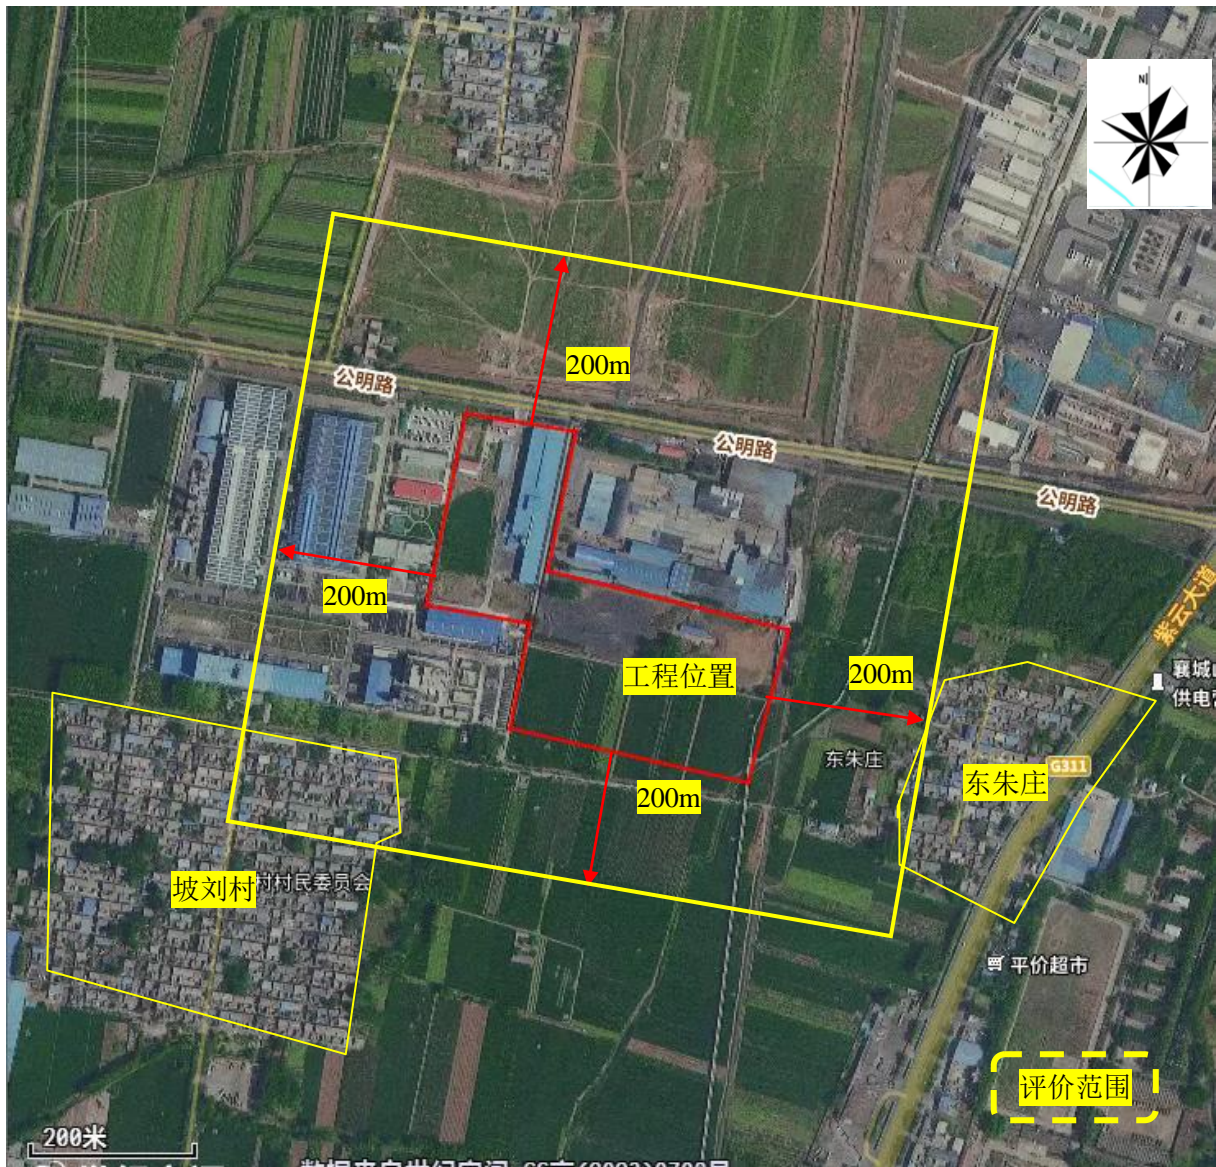 N
200m
公明路
公明路
公明路
200m
紫云大道
工程位置
200m
襄城
供电
东朱庄
G311
东朱庄
200m
坡刘村
村村民委员会
平价超市
评价范围
200米